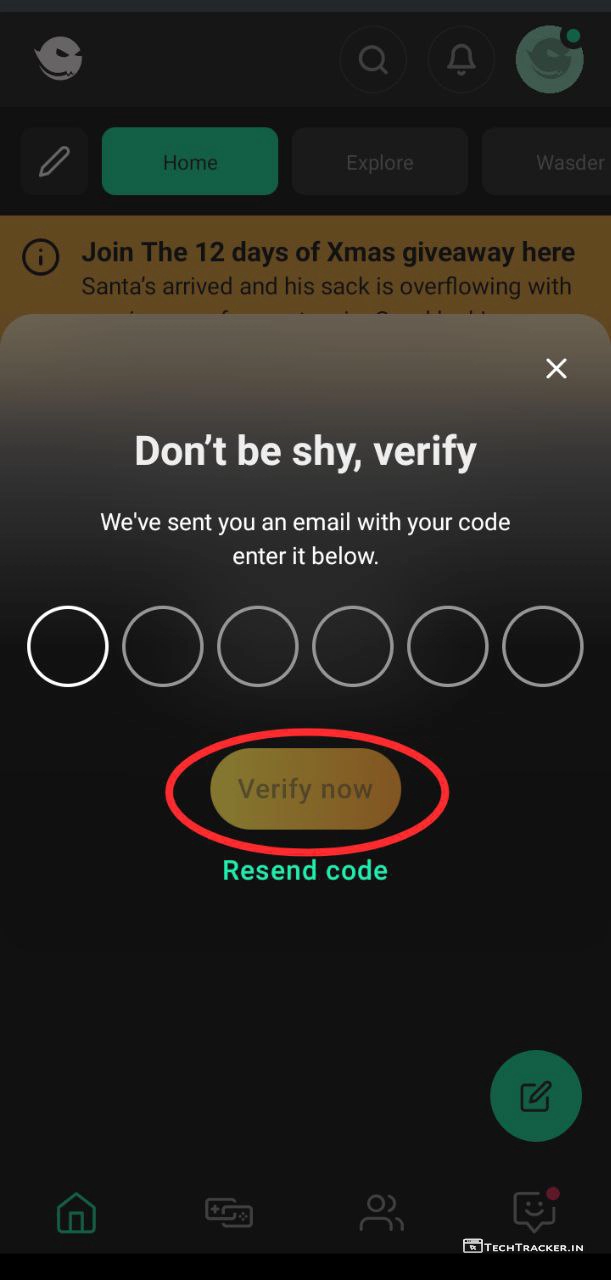 Home
Explore
Wasder
Join The 12 days of Xmas giveaway here
Santa's arrived and his sack is overflowing with
Don't be shy, verify
We've sent you an email with your code
enter it below.
Verify now
Resend code
TECHTRACKER.IN